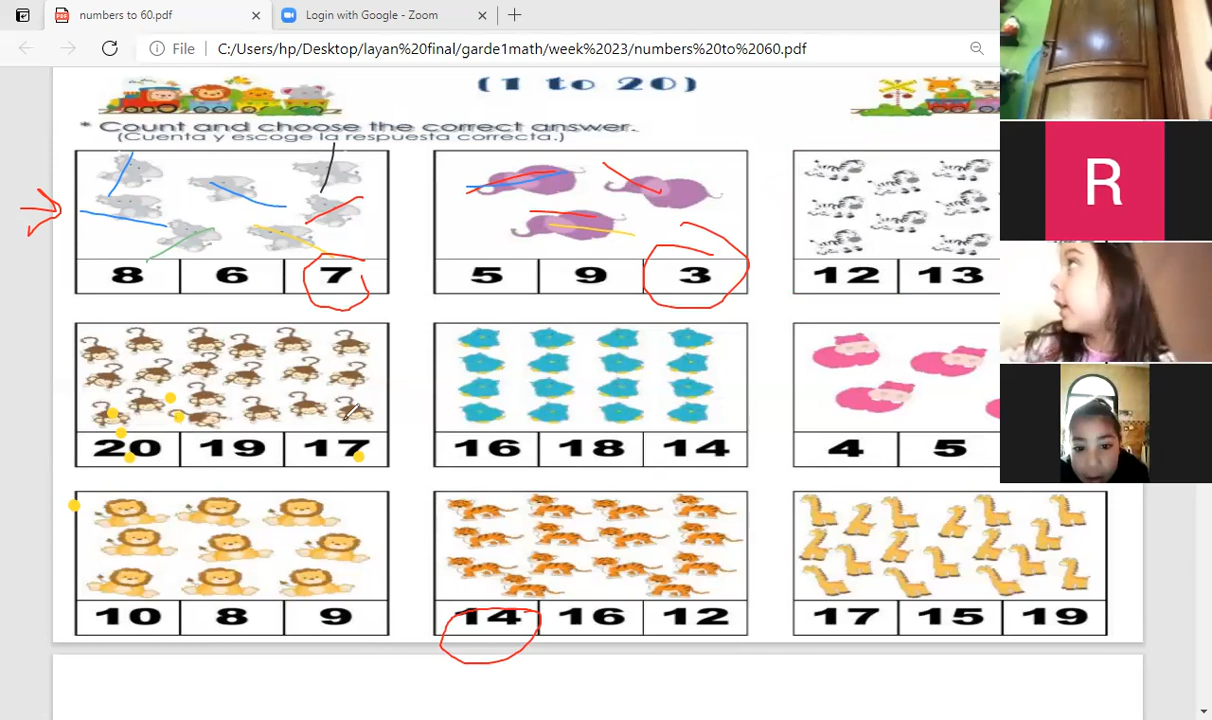 numbers to 60.pdf
Login with Google - Zoom
File C:/Users/hp/Desktop/layan%20final/garde1math/week%2023/numbers%20to%2060.pdf
(1 to 20)
* Count and choose the correct answer.
(Cuenta y escoge la respuesta correcta.)
8 6 7
5 9 3
12 13
20 19 17
16 18 14
4 5
10 8 9
14 16 12
17 15 19
R